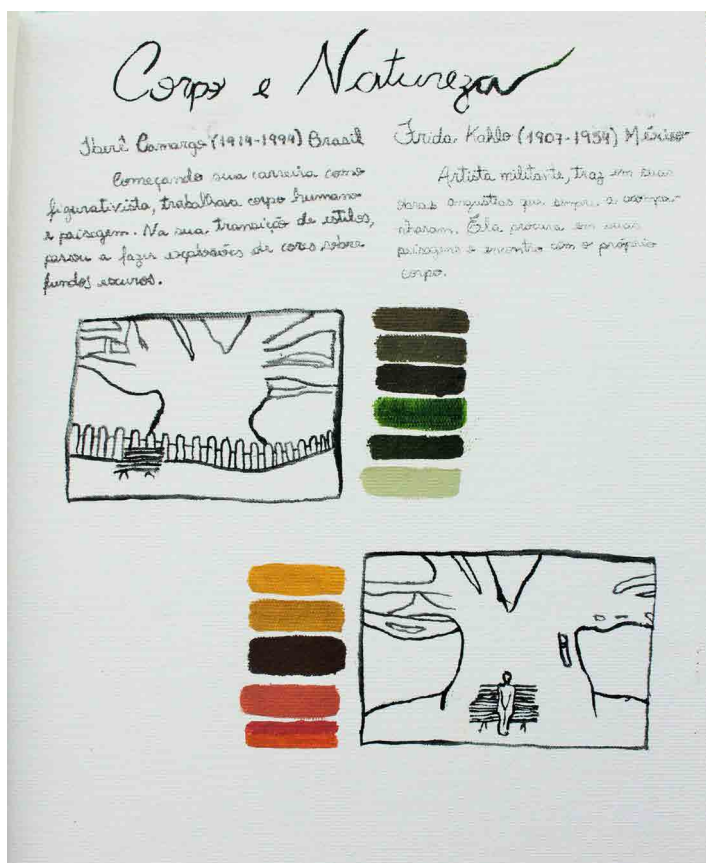 Corpo e Natureza
Iberê Camargo (1914-1994) Brasil
Começando sua carreira como
figurativista, trabalhava corpo humano
e paisagem. Na sua transição de estilos,
passou a fazer explosões de cores sobre
fundos escuros.
Frida Kahlo (1907-1954) México
Artista militante, traz em suas
obras angústias que sempre a acompa-
nharam. Ela procura em suas
paisagens o encontro com o próprio
corpo.